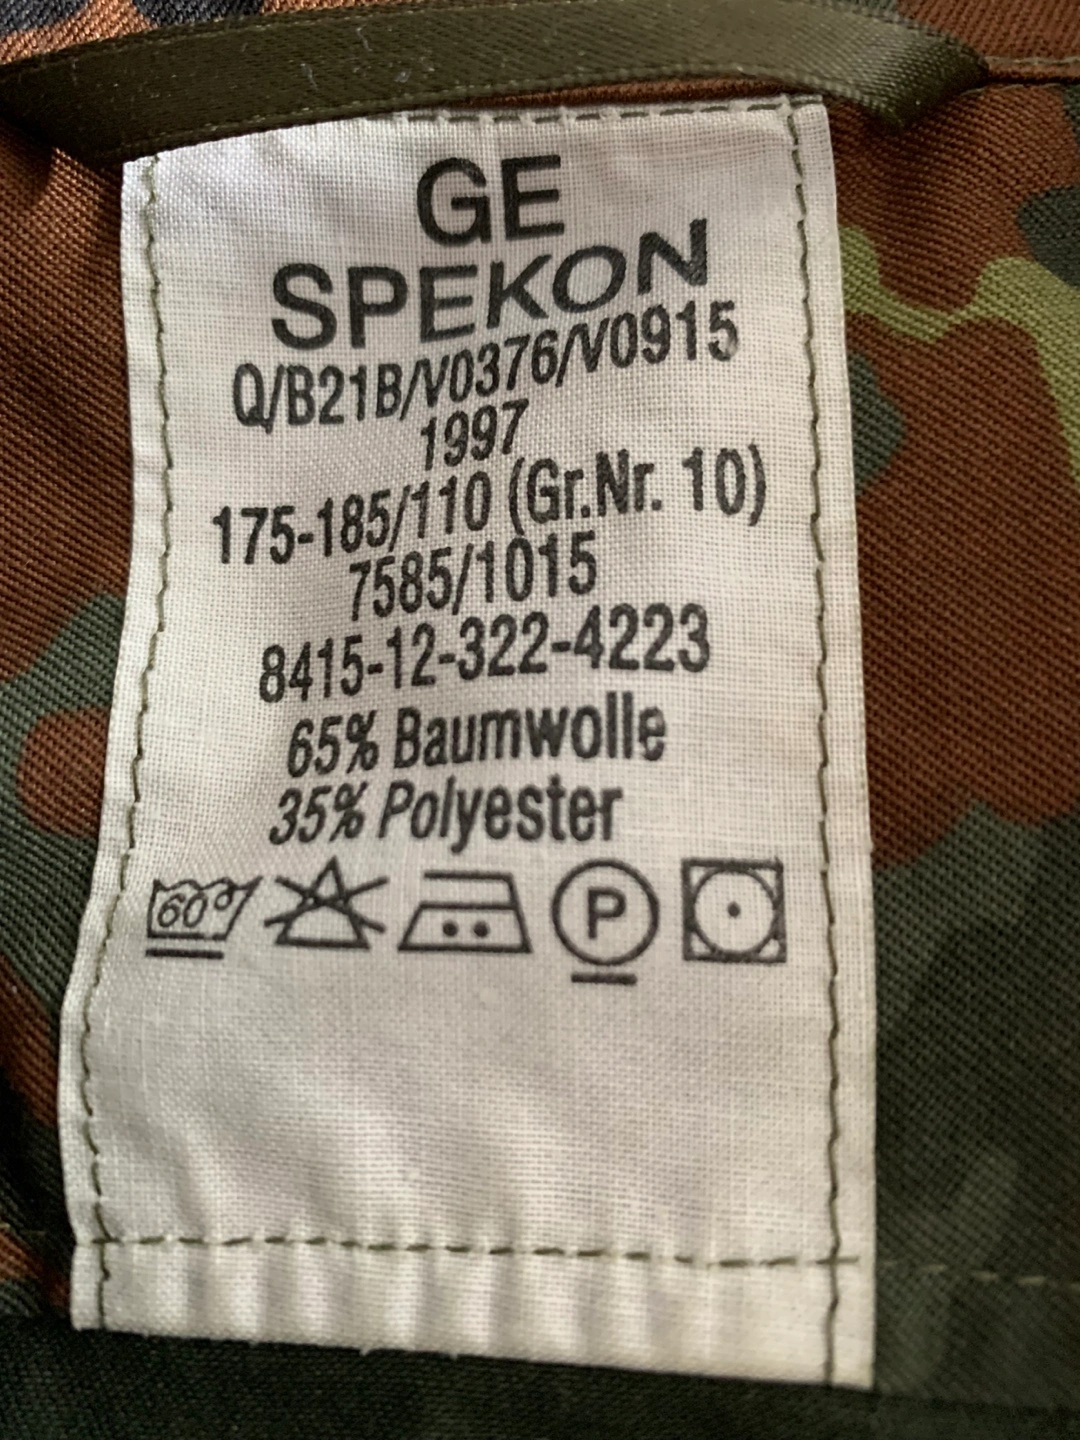 GE
SPEKON
Q/B21B/V0376/V0915
1997
175-185/110 (Gr.Nr. 10)
7585/1015
8415-12-322-4223
65% Baumwolle
35% Polyester
60°
P